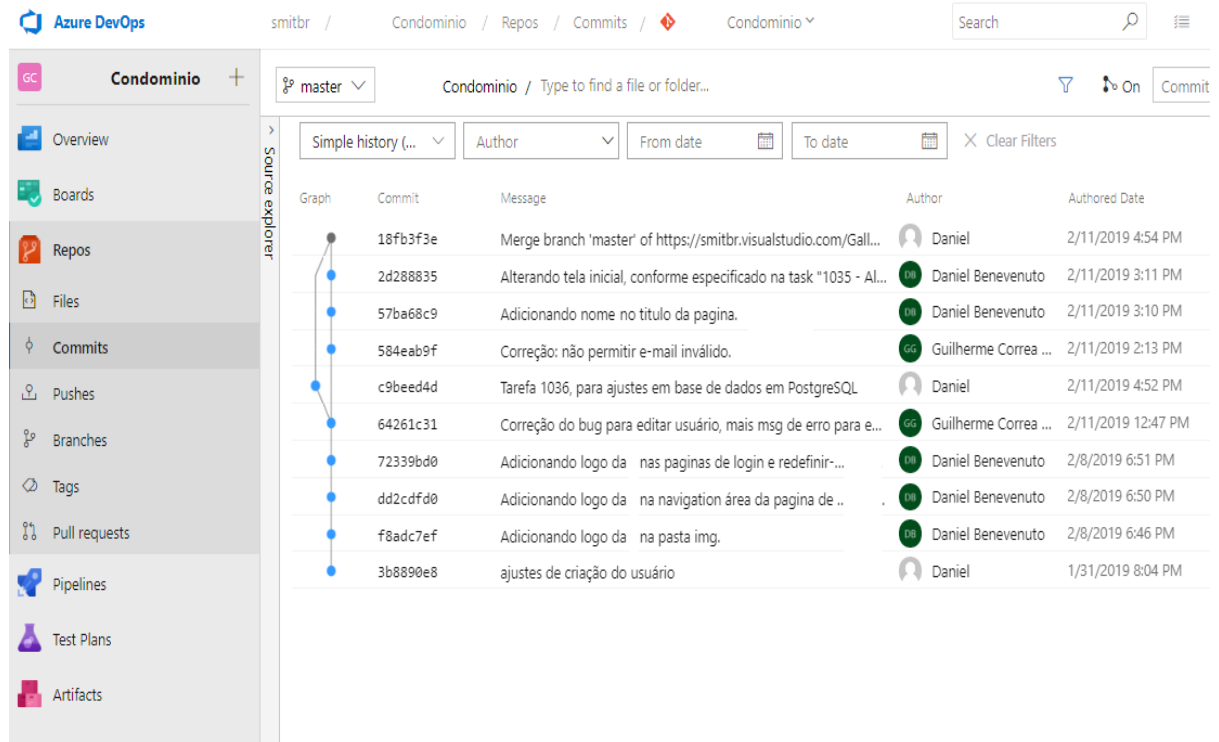 Azure DevOps
smitbr / Condominio / Repos / Commits / Condominio
Search
GC Condominio +
master
Condominio / Type to find a file or folder...
On
Commit
Overview
Boards
Repos
Files
Commits
Pushes
Branches
Tags
Pull requests
Pipelines
Test Plans
Artifacts
Source explorer
Simple history (... Author From date To date Clear Filters
Graph Commit Message Author Authored Date
18fb3f3e Merge branch 'master' of https://smitbr.visualstudio.com/Gall... Daniel 2/11/2019 4:54 PM
2d288835 Alterando tela inicial, conforme especificado na task "1035 - Al... DB Daniel Benevenuto 2/11/2019 3:11 PM
57ba68c9 Adicionando nome no titulo da pagina. DB Daniel Benevenuto 2/11/2019 3:10 PM
584eab9f Correção: não permitir e-mail inválido. GG Guilherme Correa ... 2/11/2019 2:13 PM
c9beed4d Tarefa 1036, para ajustes em base de dados em PostgreSQL Daniel 2/11/2019 4:52 PM
64261c31 Correção do bug para editar usuário, mais msg de erro para e... GG Guilherme Correa ... 2/11/2019 12:47 PM
72339bd0 Adicionando logo da nas paginas de login e redefinir-... DB Daniel Benevenuto 2/8/2019 6:51 PM
dd2cdfd0 Adicionando logo da na navigation área da pagina de .. . DB Daniel Benevenuto 2/8/2019 6:50 PM
f8adc7ef Adicionando logo da na pasta img. DB Daniel Benevenuto 2/8/2019 6:46 PM
3b8890e8 ajustes de criação do usuário Daniel 1/31/2019 8:04 PM